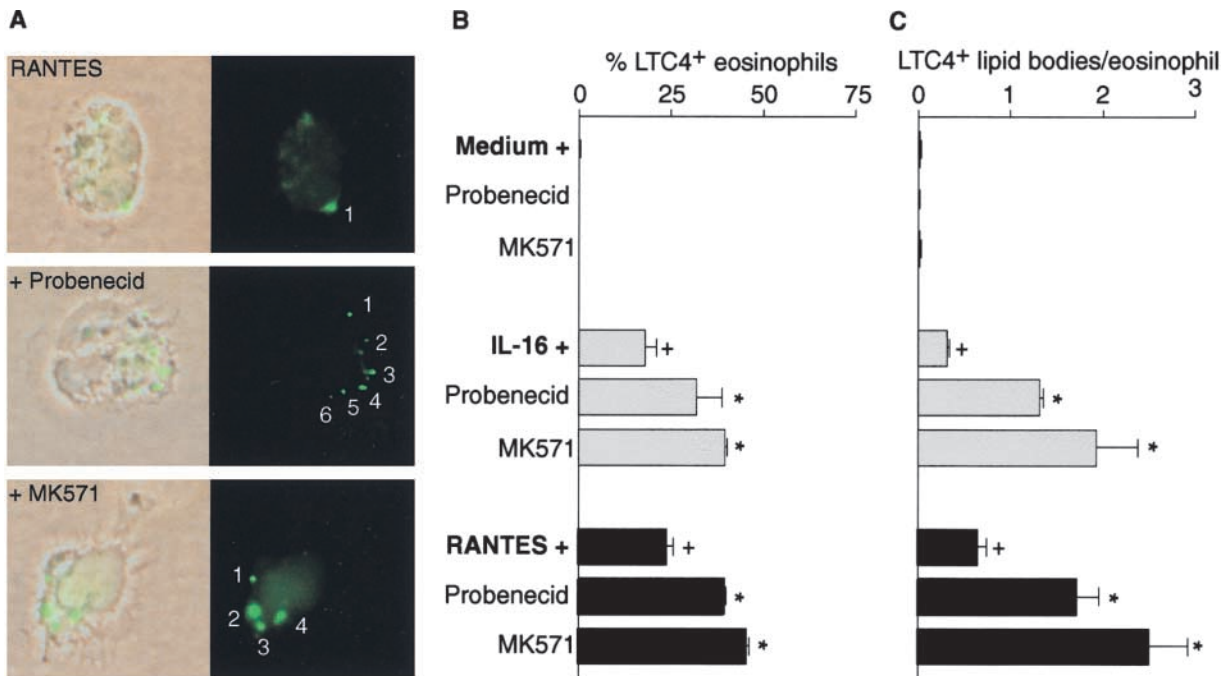 A
RANTES
1
+ Probenecid
1
2
3
4
5
6
+ MK571
1
2
3
4
B
% LTC4+ eosinophils
0 25 50 75
Medium +
Probenecid
MK571
IL-16 +
+
Probenecid
*
MK571
*
RANTES +
+
Probenecid
*
MK571
*
C
LTC4+ lipid bodies/eosinophil
0 1 2 3
+
*
*
+
*
*